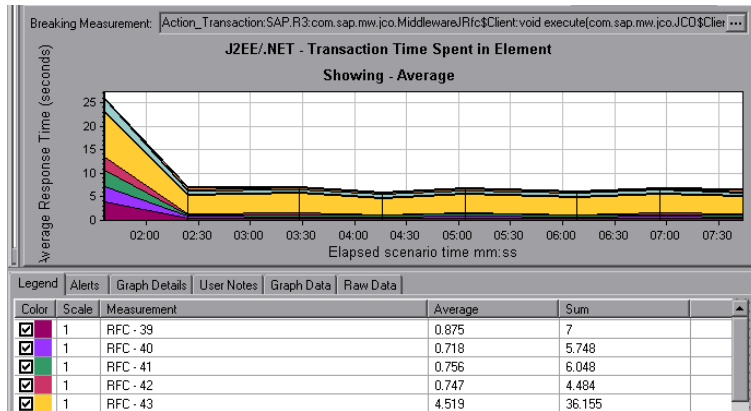 Breaking Measurement: Action_Transaction:SAP.R3:com.sap.mw.jco.MiddlewareJRfc$Client:void execute(com.sap.mw.jco.JCO$Clier ...
J2EE/.NET - Transaction Time Spent in Element
Showing - Average
Average Response Time (seconds)
25
20
15
10
5
0
02:00 02:30 03:00 03:30 04:00 04:30 05:00 05:30 06:00 06:30 07:00 07:30
Elapsed scenario time mm:ss
Legend Alerts Graph Details User Notes Graph Data Raw Data
Color Scale Measurement Average Sum
1 RFC - 39 0.875 7
1 RFC - 40 0.718 5.748
1 RFC - 41 0.756 6.048
1 RFC - 42 0.747 4.484
1 RFC - 43 4.519 36.155